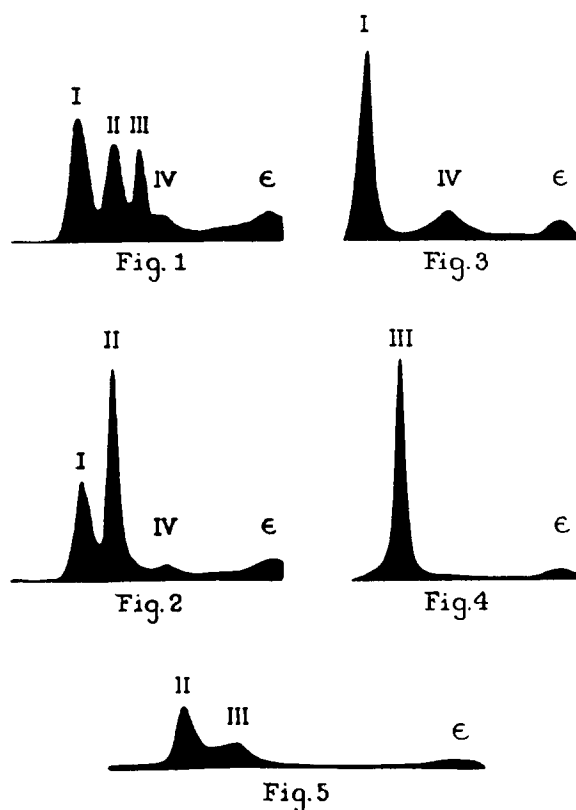 I II III IV ϵ
Fig. 1
I IV ϵ
Fig. 3
I II IV ϵ
Fig. 2
III ϵ
Fig. 4
II III ϵ
Fig. 5